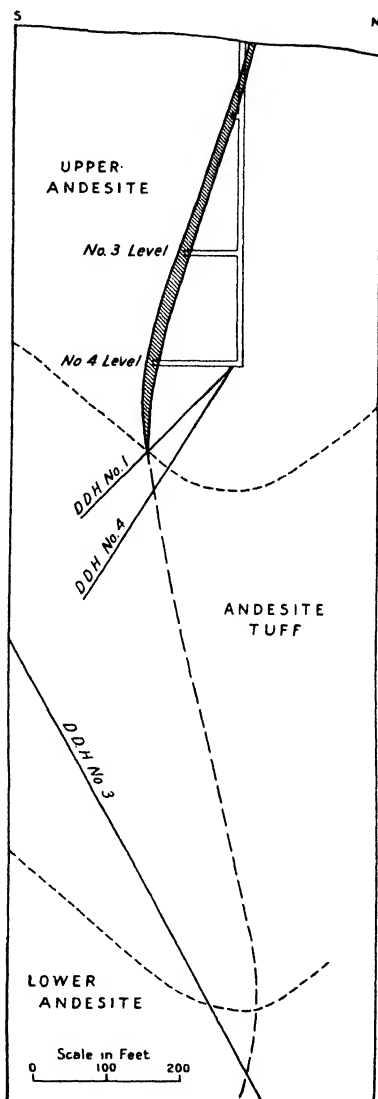 S
N
UPPER-
ANDESITE
No. 3 Level
No 4 Level
DDH No. 1
DDH No. 4
ANDESITE
TUFF
D.D.H No 3
LOWER
ANDESITE
Scale in Feet
0 100 200